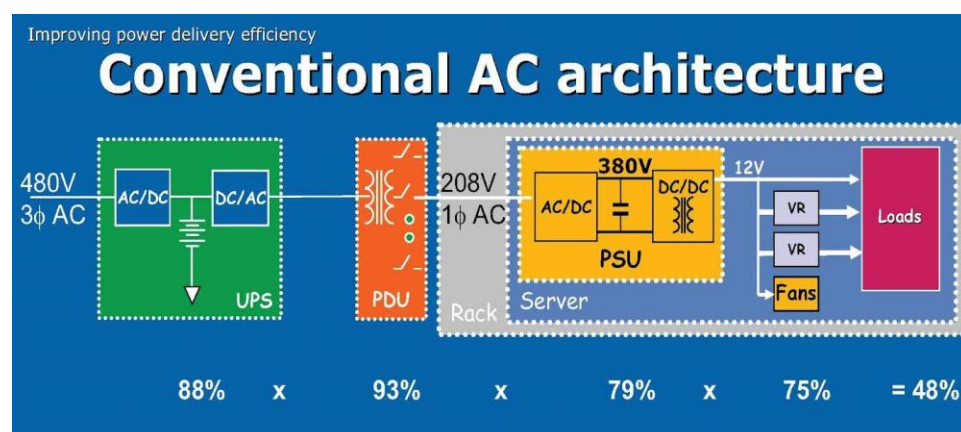 Improving power delivery efficiency
Conventional AC architecture
480V
3ϕ AC
AC/DC
DC/AC
UPS
PDU
208V
1ϕ AC
Rack
Server
AC/DC
380V
DC/DC
PSU
12V
VR
VR
Fans
Loads
88% x 93% x 79% x 75% = 48%